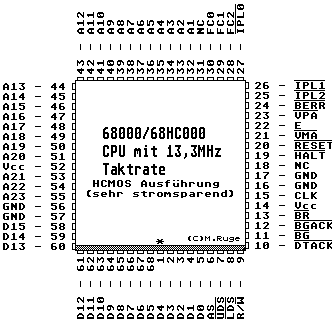 A12 A11 A10 A9 A8 A7 A6 A5 A4 A3 A2 A1 NC FC0 FC1 FC2 IPL0
43 42 41 40 39 38 37 36 35 34 33 32 31 30 29 28 27
A13 - 44
A14 - 45
A15 - 46
A16 - 47
A17 - 48
A18 - 49
A19 - 50
A20 - 51
Vcc - 52
A21 - 53
A22 - 54
A23 - 55
GND - 56
GND - 57
D15 - 58
D14 - 59
D13 - 60
68000/68HC000
CPU mit 13,3MHz
Taktrate
HCMOS Ausführung
(sehr stromsparend)
*
(C)M.Ruge
26 - IPL1
25 - IPL2
24 - BERR
23 - VPA
22 - E
21 - VMA
20 - RESET
19 - HALT
18 - NC
17 - GND
16 - GND
15 - CLK
14 - Vcc
13 - BR
12 - BGACK
11 - BG
10 - DTACK
61 62 63 64 65 66 67 68 1 2 3 4 5 6 7 8 9
D12 D11 D10 D9 D8 D7 D6 D5 D4 D3 D2 D1 D0 AS UDS LDS R/W